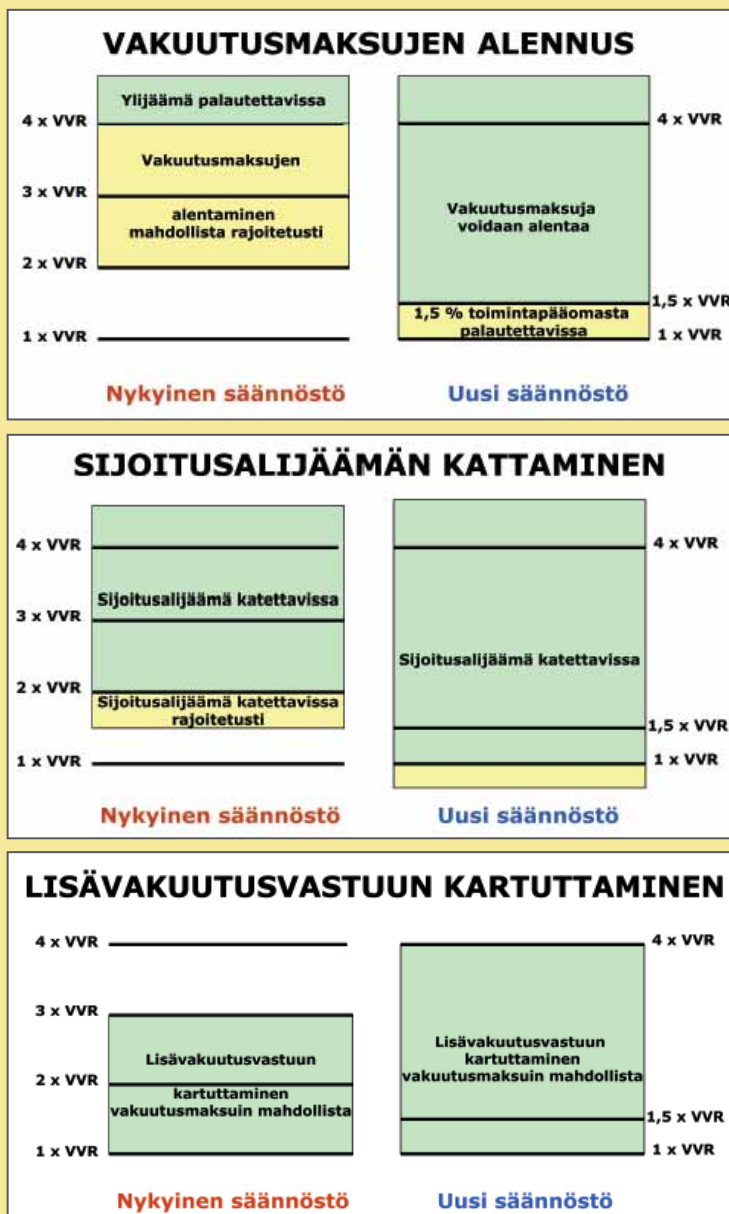 VAKUUTUSMAKSUJEN ALENNUS
4 x VVR
3 x VVR
2 x VVR
1 x VVR
Ylijäämä palautettavissa
Vakuutusmaksujen
alentaminen
mahdollista rajoitetusti
Nykyinen säännöstö
Vakuutusmaksuja
voidaan alentaa
1,5 % toimintapääomasta
palautettavissa
4 x VVR
1,5 x VVR
1 x VVR
Uusi säännöstö
SIJOITUSALIJÄÄMÄN KATTAMINEN
4 x VVR
3 x VVR
2 x VVR
1 x VVR
Sijoitusalijäämä katettavissa
Sijoitusalijäämä katettavissa
rajoitetusti
Nykyinen säännöstö
Sijoitusalijäämä katettavissa
4 x VVR
1,5 x VVR
1 x VVR
Uusi säännöstö
LISÄVAKUUTUSVASTUUN KARTUTTAMINEN
4 x VVR
3 x VVR
2 x VVR
1 x VVR
Lisävakuutusvastuun
kartuttaminen
vakuutusmaksuin mahdollista
Nykyinen säännöstö
Lisävakuutusvastuun
kartuttaminen
vakuutusmaksuin mahdollista
4 x VVR
1,5 x VVR
1 x VVR
Uusi säännöstö